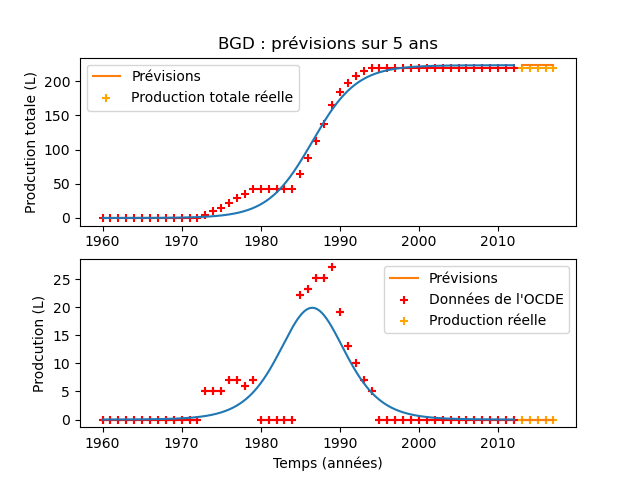 BGD : prévisions sur 5 ans
Prodcution totale (L)
200
150
100
50
0
Prévisions
Production totale réelle
1960 1970 1980 1990 2000 2010
Prodcution (L)
25
20
15
10
5
0
Prévisions
Données de l'OCDE
Production réelle
1960 1970 1980 1990 2000 2010
Temps (années)